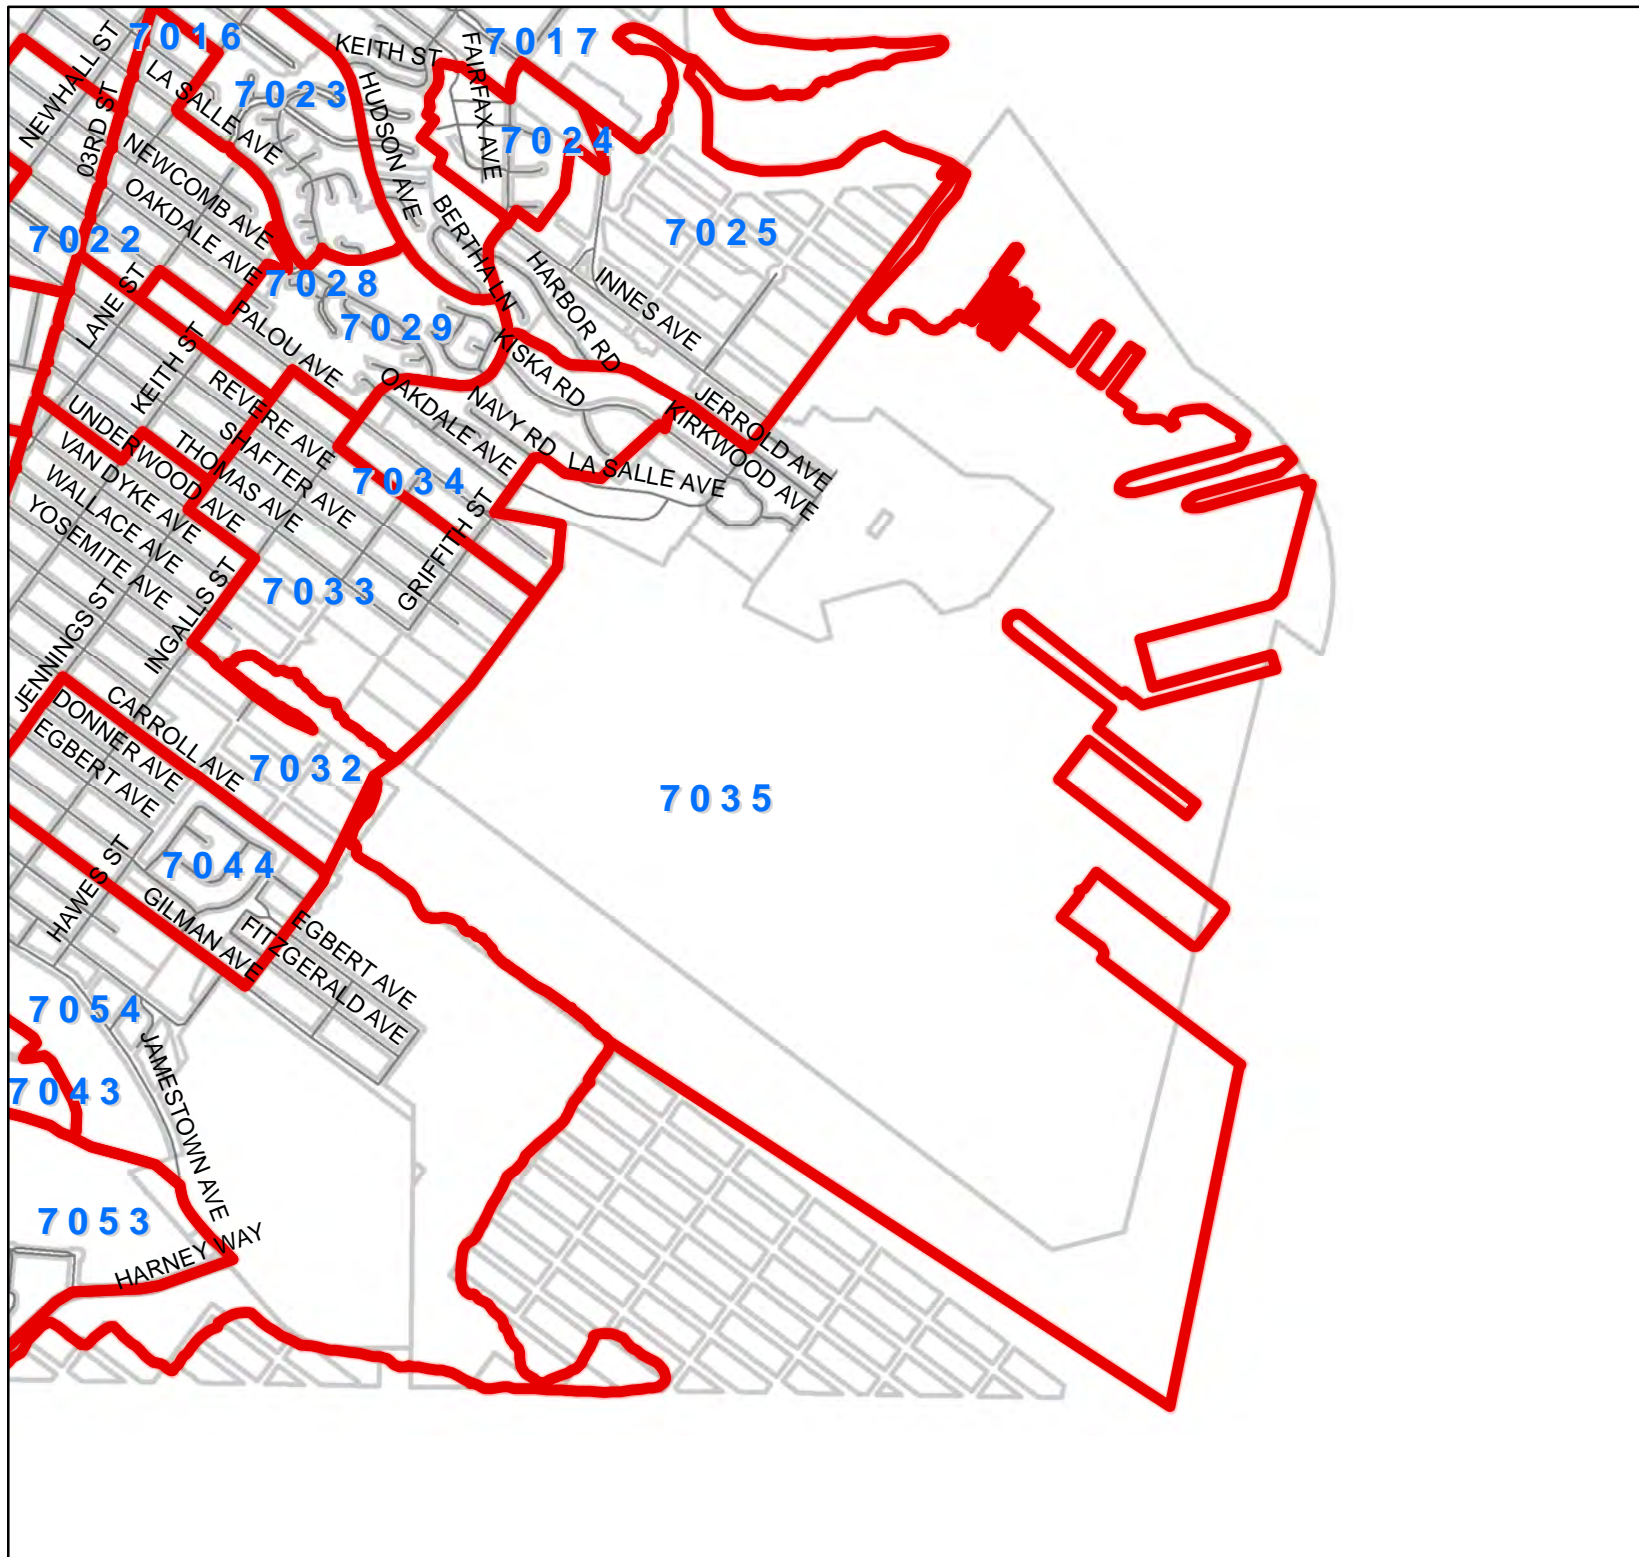 7016
7017
KEITH ST
FAIRFAX AVE
NEWHALL ST
03RD ST
LA SALLE AVE
7023
HUDSON AVE
7024
NEWCOMB AVE
OAKDALE AVE
BERTHA LN
7025
7022
7028
HARBOR RD
INNES AVE
LANE ST
PALOU AVE
7029
KEITH ST
KISKA RD
REVERE AVE
OAKDALE AVE
NAVY RD
JERROLD AVE
KIRKWOOD AVE
UNDERWOOD AVE
SHAFTER AVE
THOMAS AVE
LA SALLE AVE
VAN DYKE AVE
7034
WALLACE AVE
GRIFFITH ST
YOSEMITE AVE
7033
INGALLS ST
JENNINGS ST
CARROLL AVE
DONNER AVE
EGBERT AVE
7032
7035
7044
HAWES ST
GILMAN AVE
EGBERT AVE
FITZGERALD AVE
7054
7043
JAMESTOWN AVE
7053
HARNEY WAY